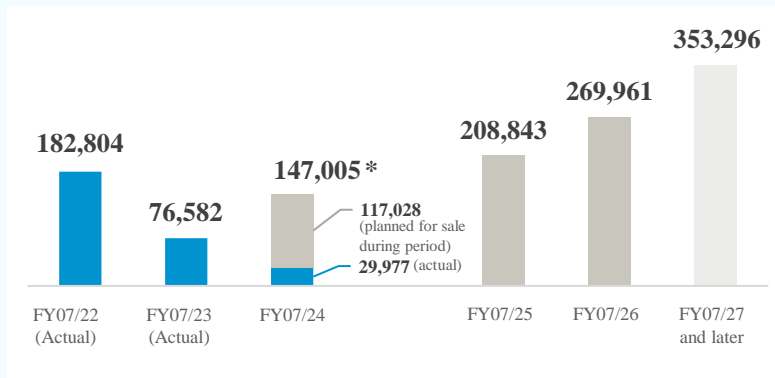 182,804
76,582
147,005 *
117,028
(planned for sale
during period)
29,977 (actual)
208,843
269,961
353,296
FY07/22
(Actual)
FY07/23
(Actual)
FY07/24
FY07/25
FY07/26
FY07/27
and later